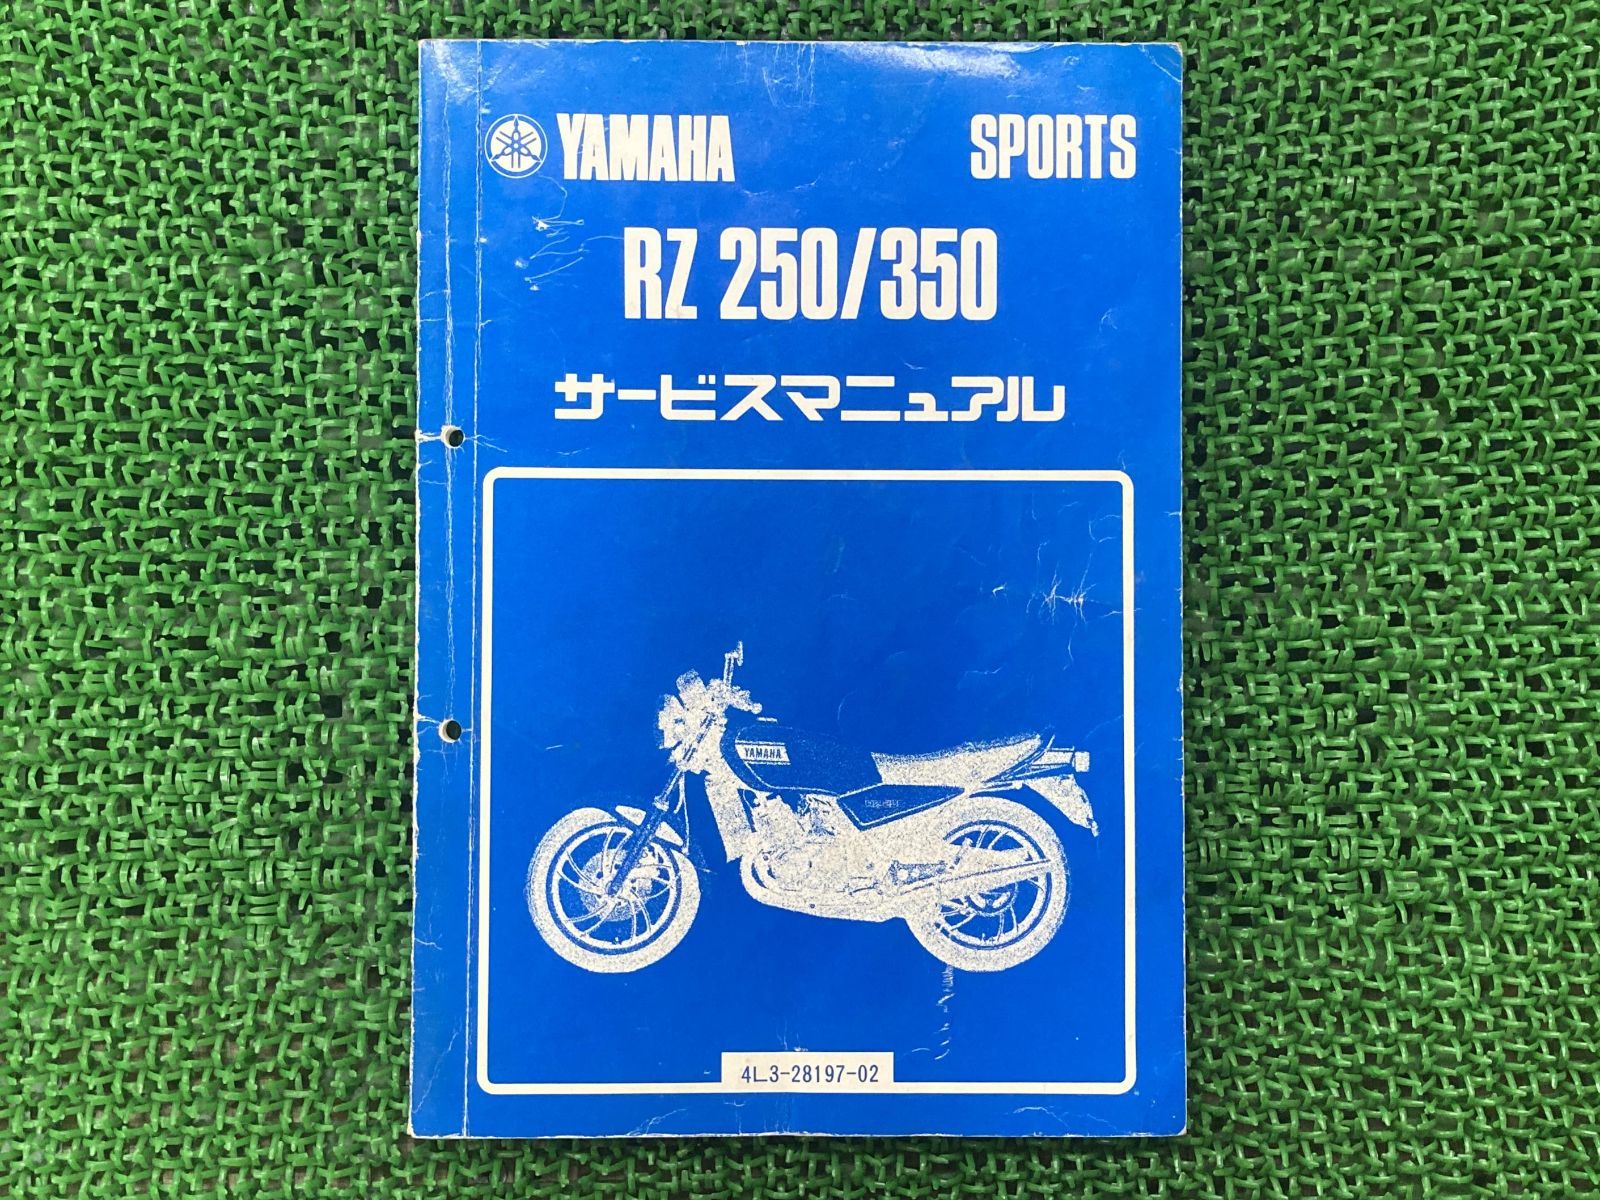 YAMAHA SPORTS
RZ 250/350
サービスマニュアル
YAMAHA
4L3-28197-02